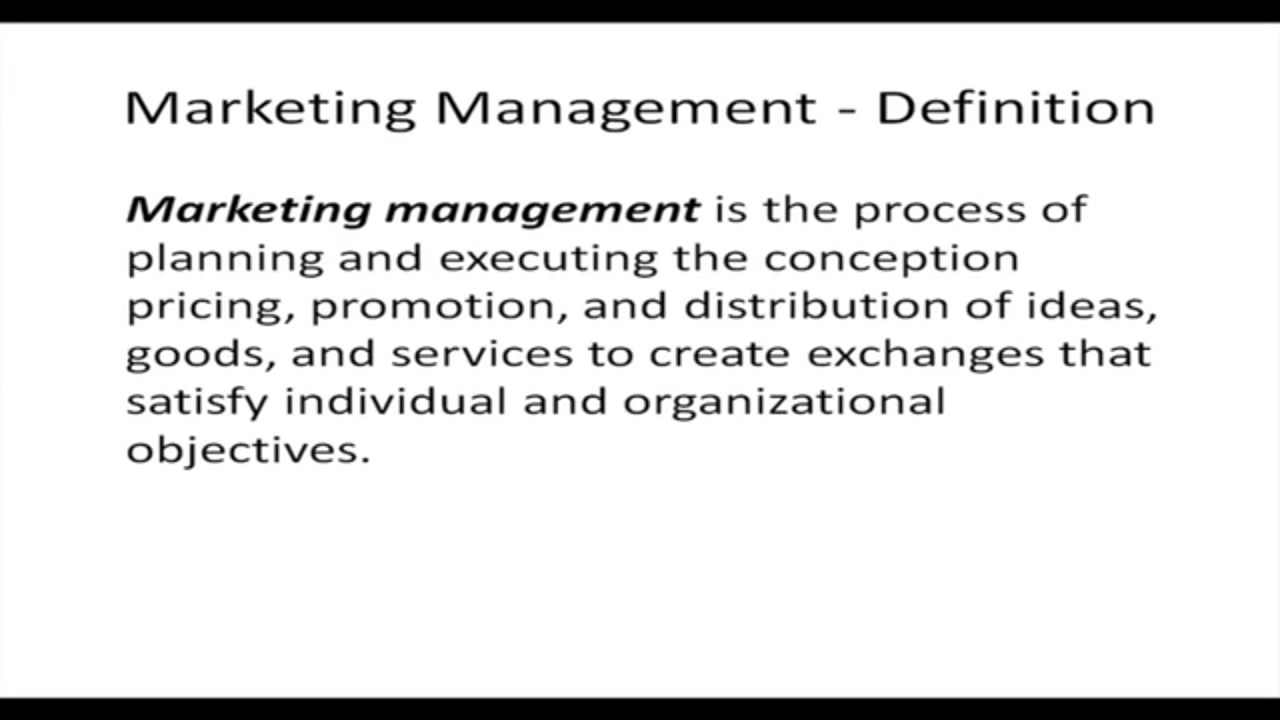 Marketing Management - Definition
Marketing management is the process of
planning and executing the conception
pricing, promotion, and distribution of ideas,
goods, and services to create exchanges that
satisfy individual and organizational
objectives.